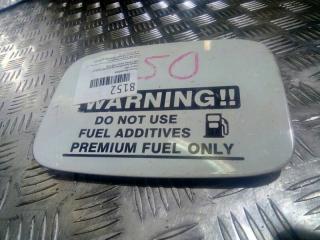 50
8152
WARNING!!
DO NOT USE
FUEL ADDITIVES
PREMIUM FUEL ONLY